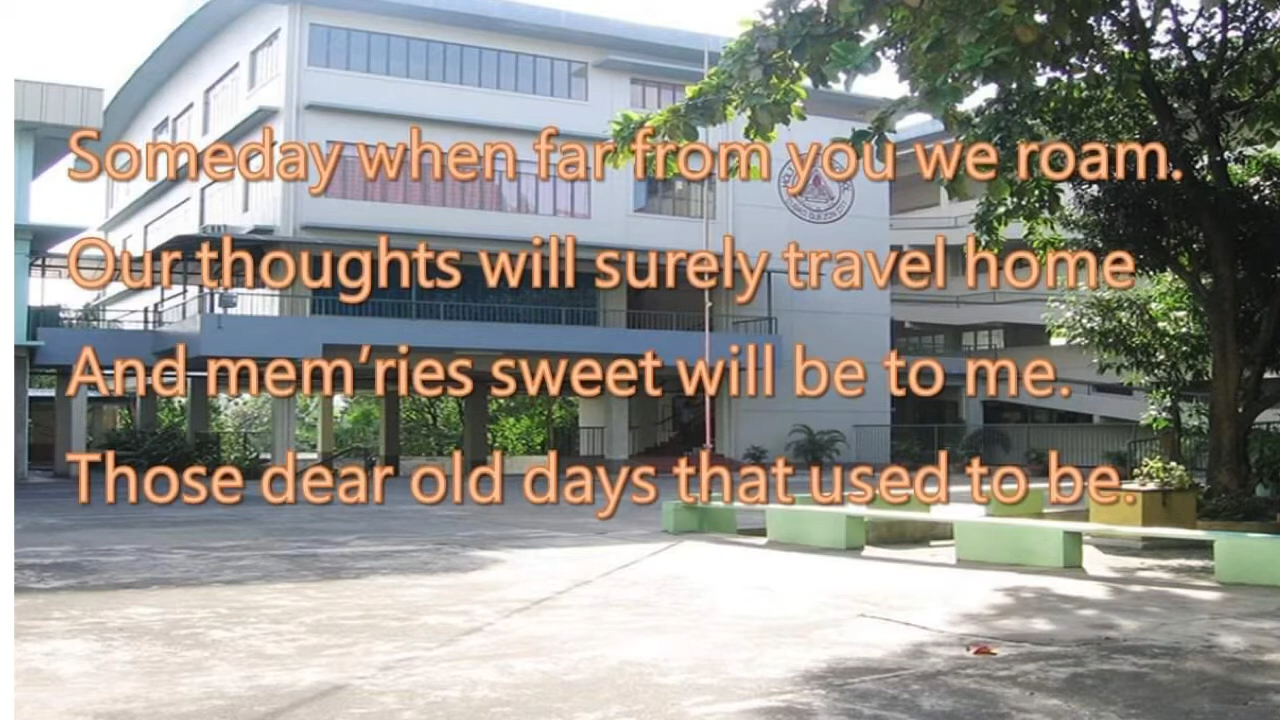 Someday when far from you we roam.
Our thoughts will surely travel home
And mem’ries sweet will be to me.
Those dear old days that used to be.